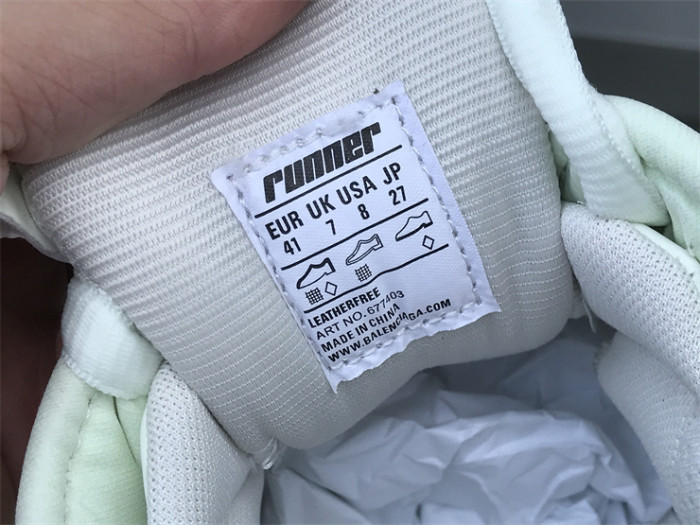 runner
EUR UK USA JP
41 7 8 27
LEATHERFREE
ART NO. 677403
MADE IN CHINA
WWW.BALENCIAGA.COM